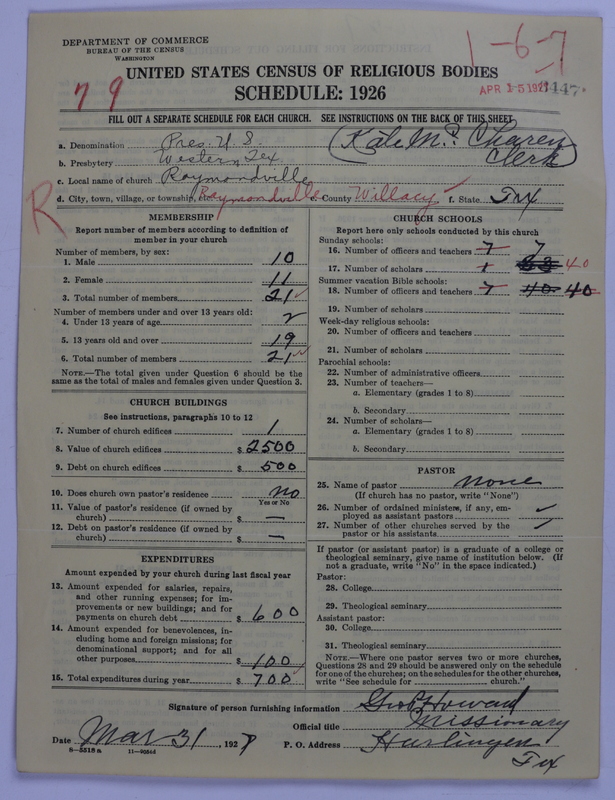 DEPARTMENT OF COMMERCE
BUREAU OF THE CENSUS
WASHINGTON
1-6-7
79
APR 15 192
UNITED STATES CENSUS OF RELIGIOUS BODIES
SCHEDULE: 1926
FILL OUT A SEPARATE SCHEDULE FOR EACH CHURCH. SEE INSTRUCTIONS ON THE BACK OF THIS SHEET
a. Denomination Pres. U. S.
(Kate Mc Charen
Clerk)
b. Presbytery Western Tex
c. Local name of church Raymondville
R
d. City, town, village, or township, etc. Raymondville e. County Willacy f. State Tex
MEMBERSHIP
Report number of members according to definition of
member in your church
Number of members, by sex:
1. Male 10
2. Female 11
3. Total number of members 21
Number of members under and over 13 years old:
4. Under 13 years of age 2
5. 13 years old and over 19
6. Total number of members 21
NOTE.—The total given under Question 6 should be
same as the total of males and females given under Question 3.
CHURCH BUILDINGS
See instructions, paragraphs 10 to 12
7. Number of church edifices 1
8. Value of church edifices $ 2500
9. Debt on church edifices $ 500
10. Does church own pastor's residence no
Yes or No
11. Value of pastor's residence (if owned by
church) $ —
12. Debt on pastor's residence (if owned by
church) $ —
EXPENDITURES
Amount expended by your church during last fiscal year
13. Amount expended for salaries, repairs,
and other running expenses; for im-
provements or new buildings; and for
payments on church debt $ 600
14. Amount expended for benevolences, in-
cluding home and foreign missions; for
denominational support; and for all
other purposes $ 100
15. Total expenditures during year $ 700
CHURCH SCHOOLS
Report here only schools conducted by this church
Sunday schools:
16. Number of officers and teachers 7 7
17. Number of scholars 1 40
Summer vacation Bible schools:
18. Number of officers and teachers 7 40 40
19. Number of scholars
Week-day religious schools:
20. Number of officers and teachers
21. Number of scholars
Parochial schools:
22. Number of administrative officers
23. Number of teachers—
a. Elementary (grades 1 to 8)
b. Secondary
24. Number of scholars—
a. Elementary (grades 1 to 8)
b. Secondary
PASTOR
25. Name of pastor none
(If church has no pastor, write "None")
26. Number of ordained ministers, if any, em-
ployed as assistant pastors
27. Number of other churches served by the
pastor or his assistants
If pastor (or assistant pastor) is a graduate of a college or
theological seminary, give name of institution below. (If
not a graduate, write "No" in the space indicated.)
Pastor:
28. College
29. Theological seminary
Assistant pastor:
30. College
31. Theological seminary
NOTE.—Where one pastor serves two or more churches,
Questions 28 and 29 should be answered only on the schedule
for one of the churches; on the schedules for the other churches,
write "See schedule for church."
Signature of person furnishing information Howard
Official title Missionary
Date Mar 31, 1927 P. O. Address Harlingen
Tex
8-5518 a